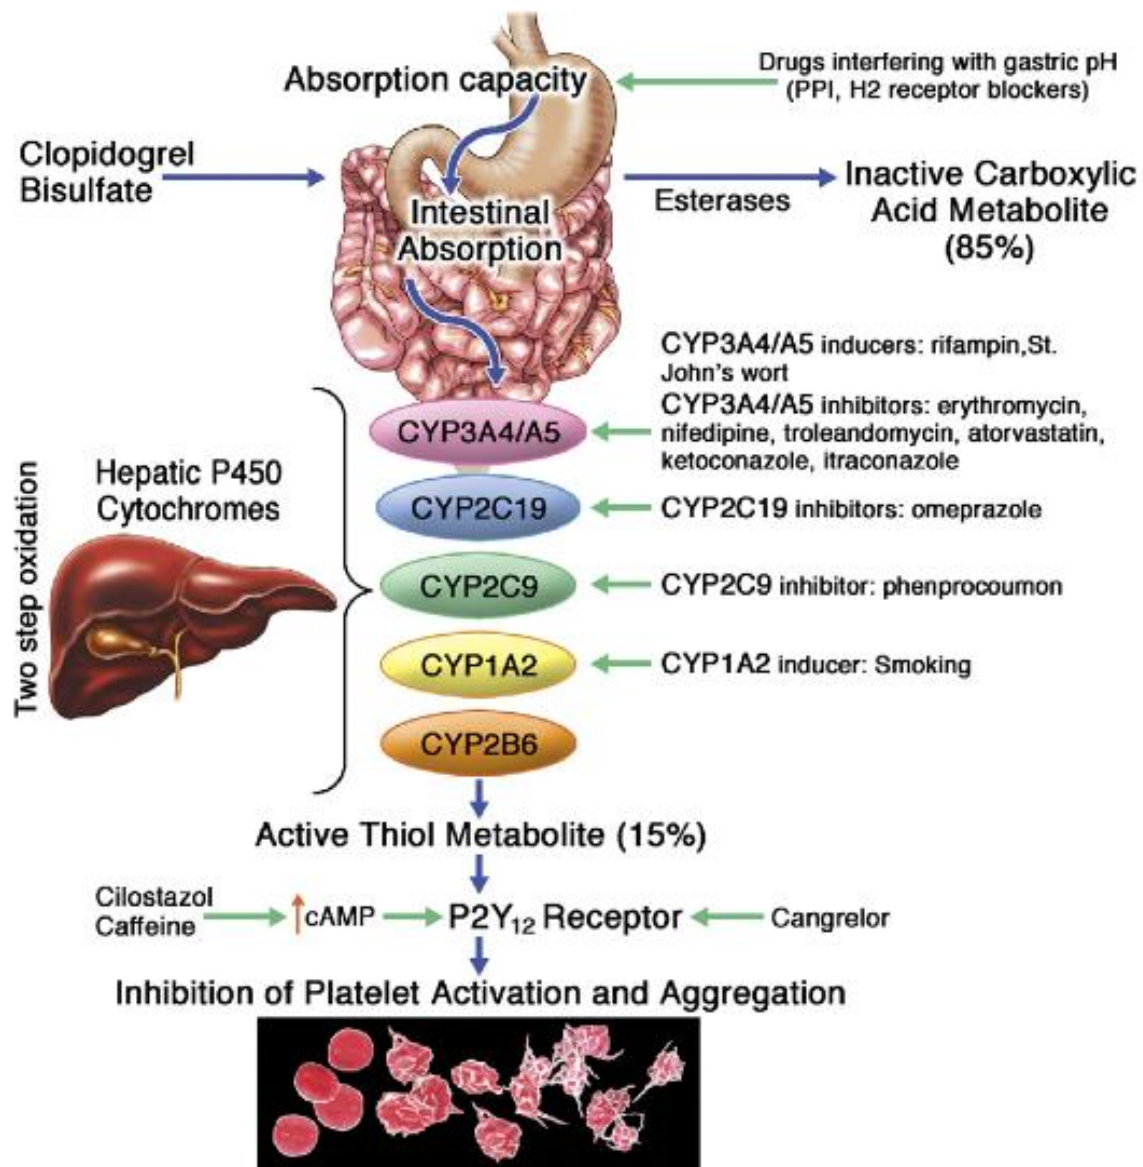 Absorption capacity
Drugs interfering with gastric pH
(PPI, H2 receptor blockers)
Clopidogrel
Bisulfate
Intestinal
Absorption
Esterases
Inactive Carboxylic
Acid Metabolite
(85%)
CYP3A4/A5 inducers: rifampin,St.
John's wort
CYP3A4/A5 inhibitors: erythromycin,
nifedipine, troleandomycin, atorvastatin,
ketoconazole, itraconazole
Two step oxidation
Hepatic P450
Cytochromes
CYP3A4/A5
CYP2C19
CYP2C19 inhibitors: omeprazole
CYP2C9
CYP2C9 inhibitor: phenprocoumon
CYP1A2
CYP1A2 inducer: Smoking
CYP2B6
Active Thiol Metabolite (15%)
Cilostazol
Caffeine
↑cAMP
P2Y₁₂ Receptor
Cangrelor
Inhibition of Platelet Activation and Aggregation